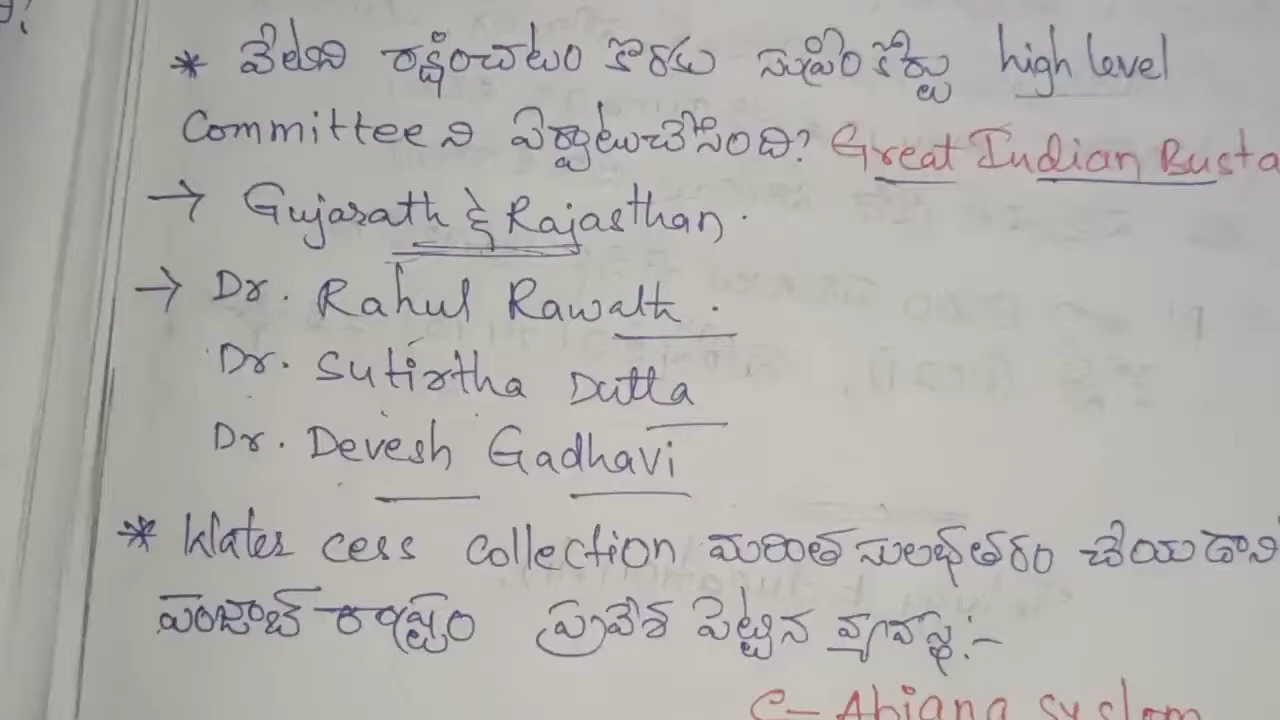 * వేటిని రక్షించటం కొరకు సుప్రీంకోర్టు high level
Committee ని ఏర్పాటుచేసింది? Great Indian Busta
→ Gujarath & Rajasthan.
→ Dr. Rahul Rawath.
Dr. Sutirtha Dutta
Dr. Devesh Gadhavi
* Water cess collection మరింత సులభతరం చేయడాని
పంజాబ్ రాష్ట్రం ప్రవేశ పెట్టిన వ్యవస్థ:-
e-Abiana system